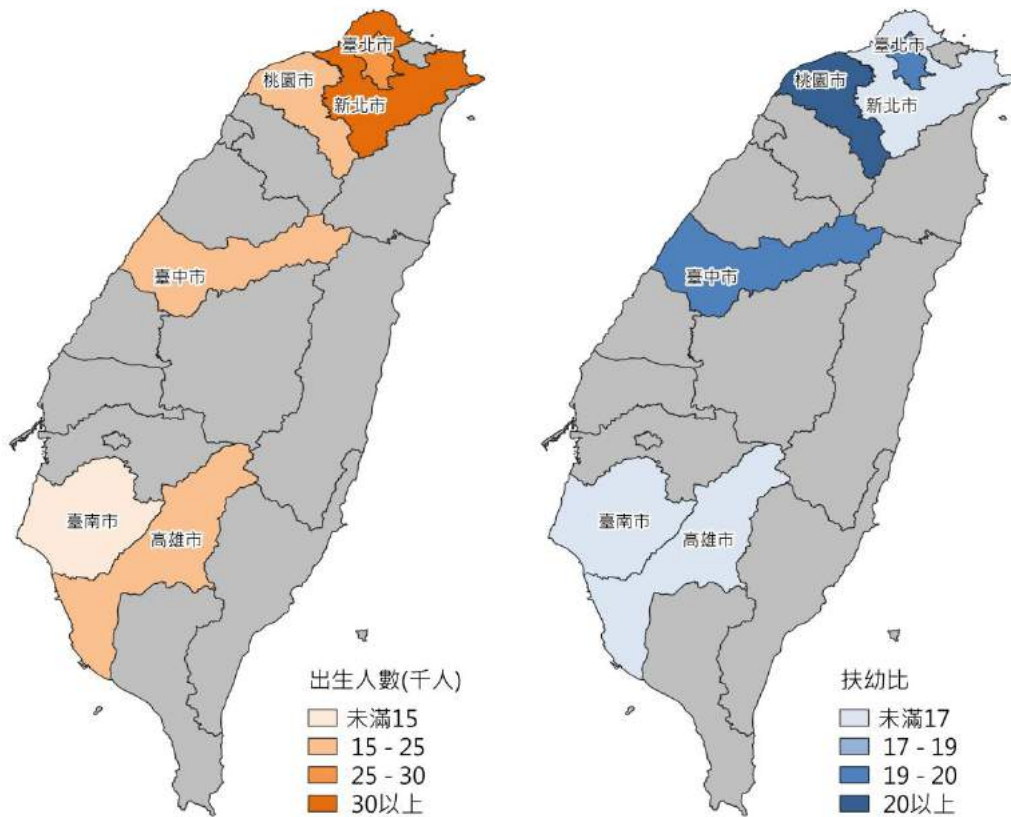 臺北市
桃園市
新北市
臺中市
臺南市
高雄市
出生人數(千人)
未滿15
15 - 25
25 - 30
30以上
臺北市
桃園市
新北市
臺中市
臺南市
高雄市
扶幼比
未滿17
17 - 19
19 - 20
20以上